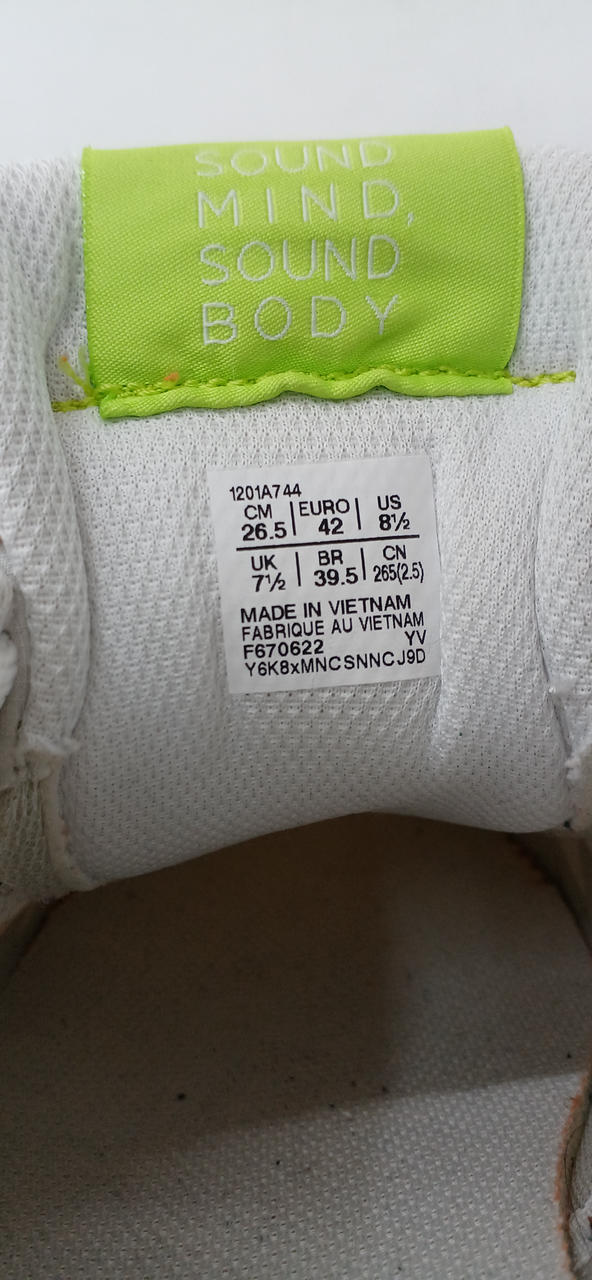 SOUND
MIND,
SOUND
BODY
1201A744
CM | EURO | US
26.5 | 42 | 8½
UK | BR | CN
7½ | 39.5 | 265(2.5)
MADE IN VIETNAM
FABRIQUE AU VIETNAM
F670622 YV
Y6K8xMNCSNNCJ9D